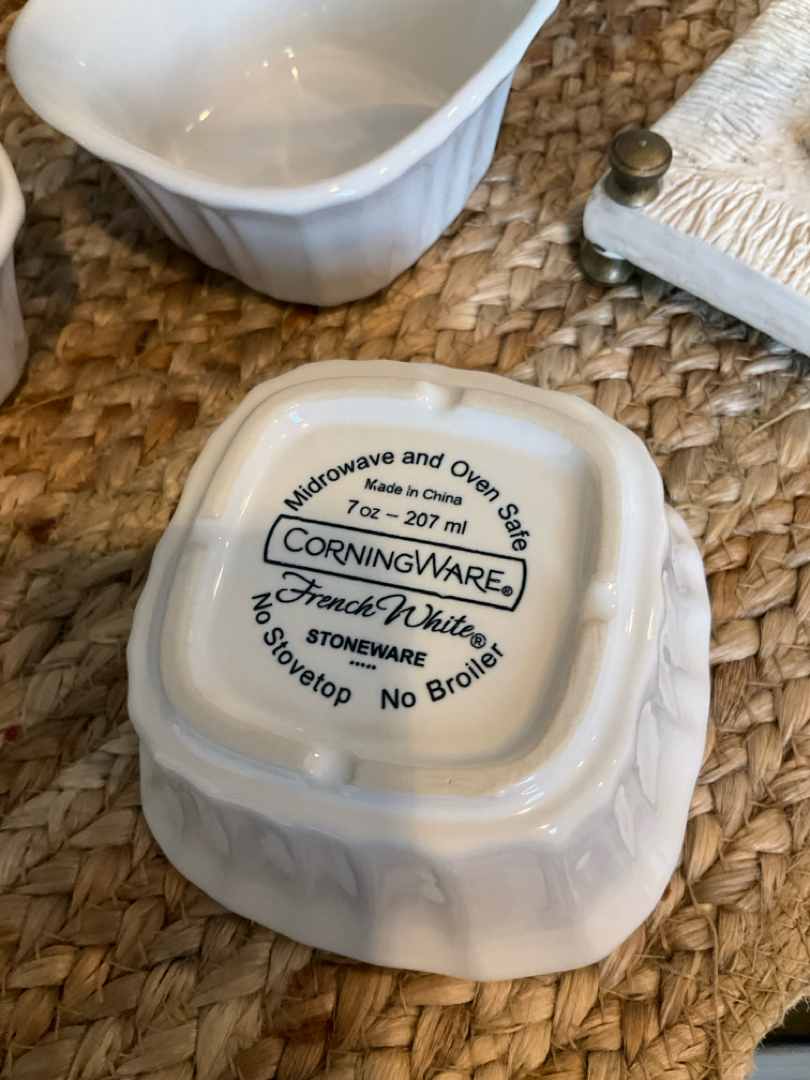 Midrowave and Oven Safe
Made in China
7 oz – 207 ml
CORNINGWARE®
French White®
STONEWARE
No Stovetop No Broiler